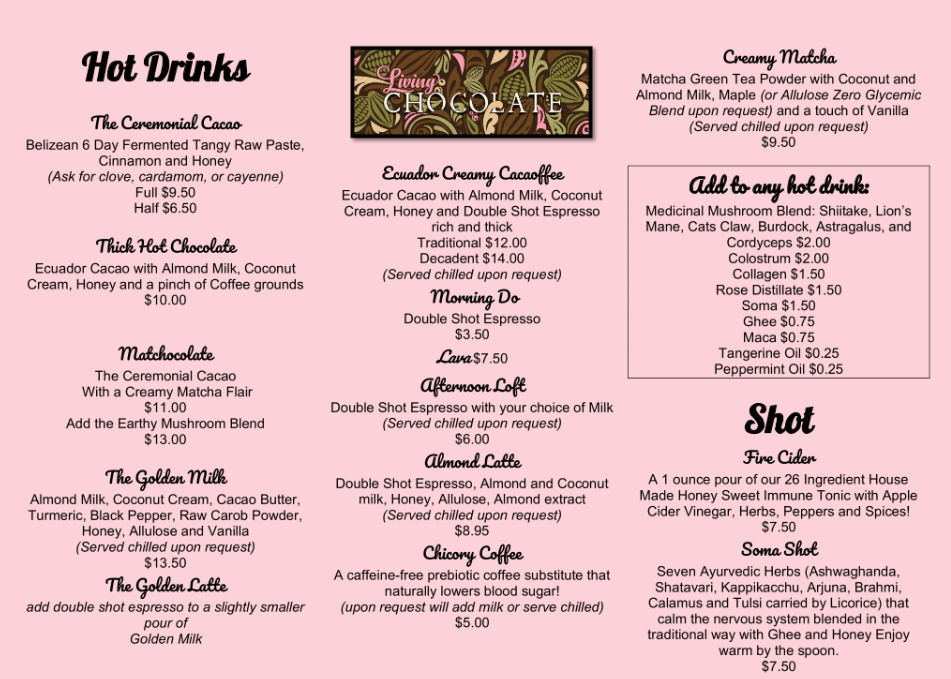 Hot Drinks
The Ceremonial Cacao
Belizean 6 Day Fermented Tangy Raw Paste,
Cinnamon and Honey
(Ask for clove, cardamom, or cayenne)
Full $9.50
Half $6.50
Thick Hot Chocolate
Ecuador Cacao with Almond Milk, Coconut
Cream, Honey and a pinch of Coffee grounds
$10.00
Matchocolate
The Ceremonial Cacao
With a Creamy Matcha Flair
$11.00
Add the Earthy Mushroom Blend
$13.00
The Golden Milk
Almond Milk, Coconut Cream, Cacao Butter,
Turmeric, Black Pepper, Raw Carob Powder,
Honey, Allulose and Vanilla
(Served chilled upon request)
$13.50
The Golden Latte
add double shot espresso to a slightly smaller
pour of
Golden Milk
Living
CHOCOLATE
Ecuador Creamy Cacaoffee
Ecuador Cacao with Almond Milk, Coconut
Cream, Honey and Double Shot Espresso
rich and thick
Traditional $12.00
Decadent $14.00
(Served chilled upon request)
Morning Do
Double Shot Espresso
$3.50
Lava $7.50
Afternoon Loft
Double Shot Espresso with your choice of Milk
(Served chilled upon request)
$6.00
Almond Latte
Double Shot Espresso, Almond and Coconut
milk, Honey, Allulose, Almond extract
(Served chilled upon request)
$8.95
Chicory Coffee
A caffeine-free prebiotic coffee substitute that
naturally lowers blood sugar!
(upon request will add milk or serve chilled)
$5.00
Creamy Matcha
Matcha Green Tea Powder with Coconut and
Almond Milk, Maple (or Allulose Zero Glycemic
Blend upon request) and a touch of Vanilla
(Served chilled upon request)
$9.50
Add to any hot drink:
Medicinal Mushroom Blend: Shiitake, Lion's
Mane, Cats Claw, Burdock, Astragalus, and
Cordyceps $2.00
Colostrum $2.00
Collagen $1.50
Rose Distillate $1.50
Soma $1.50
Ghee $0.75
Maca $0.75
Tangerine Oil $0.25
Peppermint Oil $0.25
Shot
Fire Cider
A 1 ounce pour of our 26 Ingredient House
Made Honey Sweet Immune Tonic with Apple
Cider Vinegar, Herbs, Peppers and Spices!
$7.50
Soma Shot
Seven Ayurvedic Herbs (Ashwaghanda,
Shatavari, Kappikacchu, Arjuna, Brahmi,
Calamus and Tulsi carried by Licorice) that
calm the nervous system blended in the
traditional way with Ghee and Honey Enjoy
warm by the spoon.
$7.50